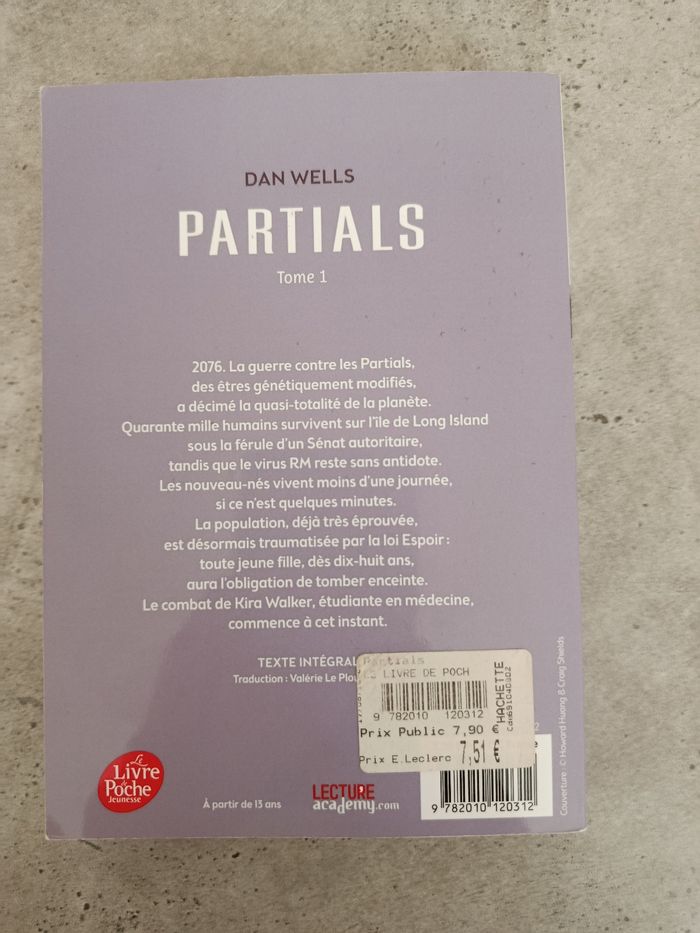 DAN WELLS
PARTIALS
Tome 1
2076. La guerre contre les Partials,
des êtres génétiquement modifiés,
a décimé la quasi-totalité de la planète.
Quarante mille humains survivent sur l'île de Long Island
sous la férule d'un Sénat autoritaire,
tandis que le virus RM reste sans antidote.
Les nouveau-nés vivent moins d'une journée,
si ce n'est quelques minutes.
La population, déjà très éprouvée,
est désormais traumatisée par la loi Espoir :
toute jeune fille, dès dix-huit ans,
aura l'obligation de tomber enceinte.
Le combat de Kira Walker, étudiante en médecine,
commence à cet instant.
TEXTE INTÉGRAL
Traduction : Valérie Le
Partials
LE LIVRE DE POCH
9 782010 120312
HACHETTE
Prix Public 7,90 €
Prix E.Leclerc 7,51 €
Le
Livre
de
Poche
Jeunesse
À partir de 13 ans
LECTURE
academy.com
9 782010 120312
Couverture : © Howard Huang & Craig Shields